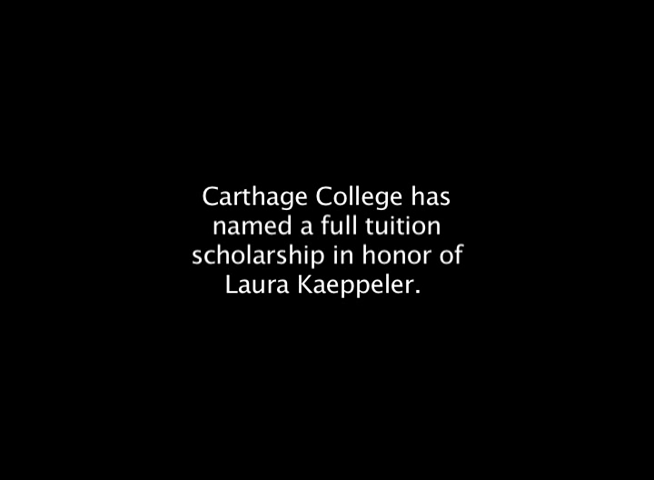 Carthage College has
named a full tuition
scholarship in honor of
Laura Kaeppeler.